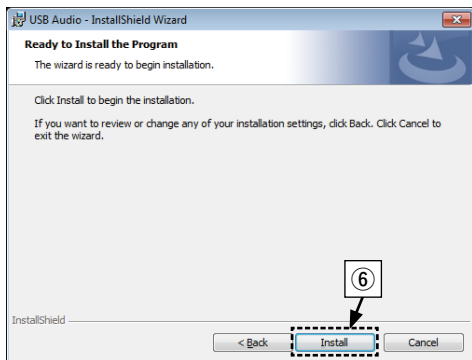 USB Audio - InstallShield Wizard
Ready to Install the Program
The wizard is ready to begin installation.
Click Install to begin the installation.
If you want to review or change any of your installation settings, click Back. Click Cancel to
exit the wizard.
⑥
InstallShield
< Back
Install
Cancel